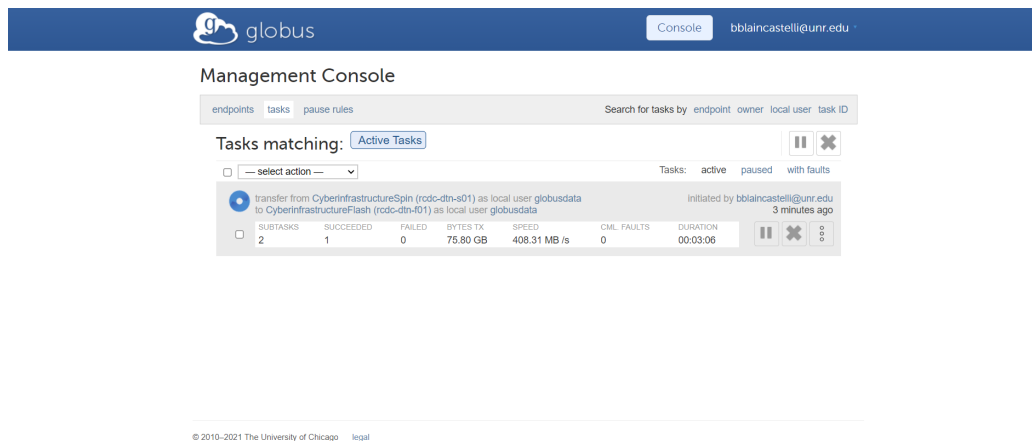 globus
Console bblaincastelli@unr.edu
Management Console
endpoints tasks pause rules Search for tasks by endpoint owner local user task ID
Tasks matching: Active Tasks
— select action — Tasks: active paused with faults
transfer from CyberinfrastructureSpin (rcdc-dtn-s01) as local user globusdata initiated by bblaincastelli@unr.edu
to CyberinfrastructureFlash (rcdc-dtn-f01) as local user globusdata 3 minutes ago
SUBTASKS SUCCEEDED FAILED BYTES TX SPEED CML. FAULTS DURATION
2 1 0 75.80 GB 408.31 MB /s 0 00:03:06
© 2010–2021 The University of Chicago legal